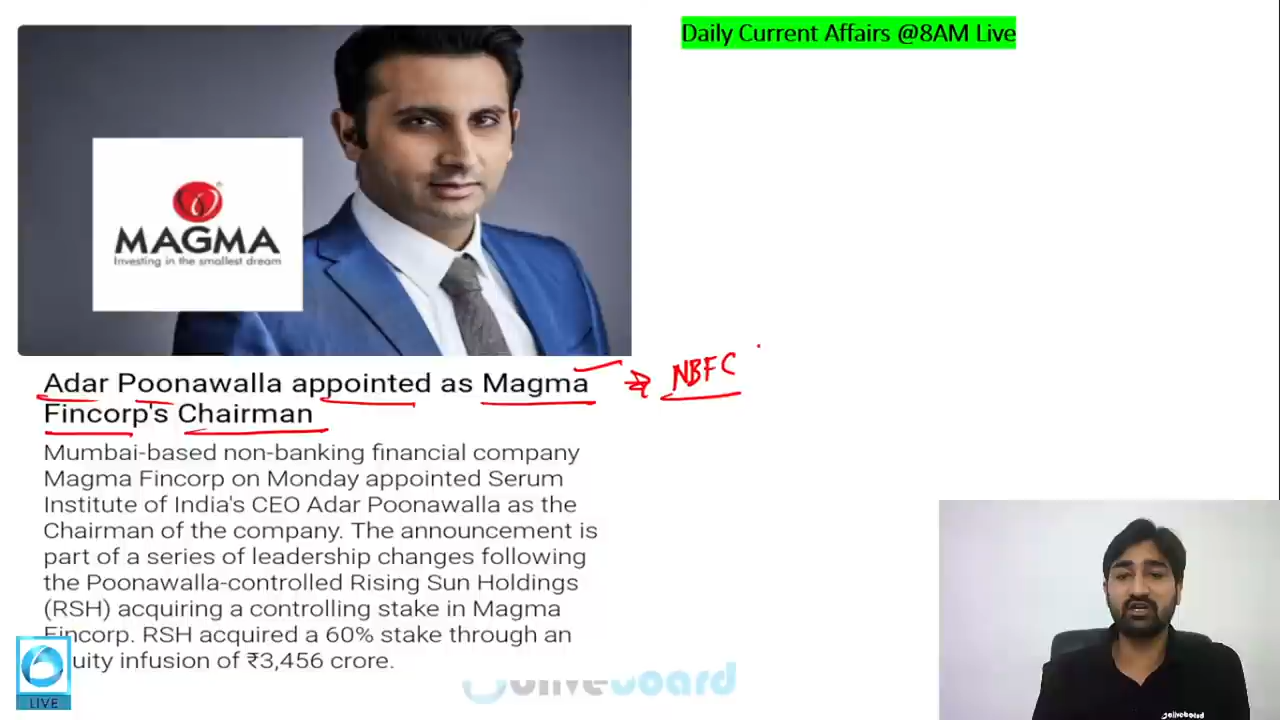 Daily Current Affairs @8AM Live
MAGMA
Investing in the smallest dream
NBFC
Adar Poonawalla appointed as Magma
Fincorp's Chairman
Mumbai-based non-banking financial company
Magma Fincorp on Monday appointed Serum
Institute of India's CEO Adar Poonawalla as the
Chairman of the company. The announcement is
part of a series of leadership changes following
the Poonawalla-controlled Rising Sun Holdings
(RSH) acquiring a controlling stake in Magma
Fincorp. RSH acquired a 60% stake through an
uity infusion of ₹3,456 crore.
LIVE
oliveboard
oliveboard